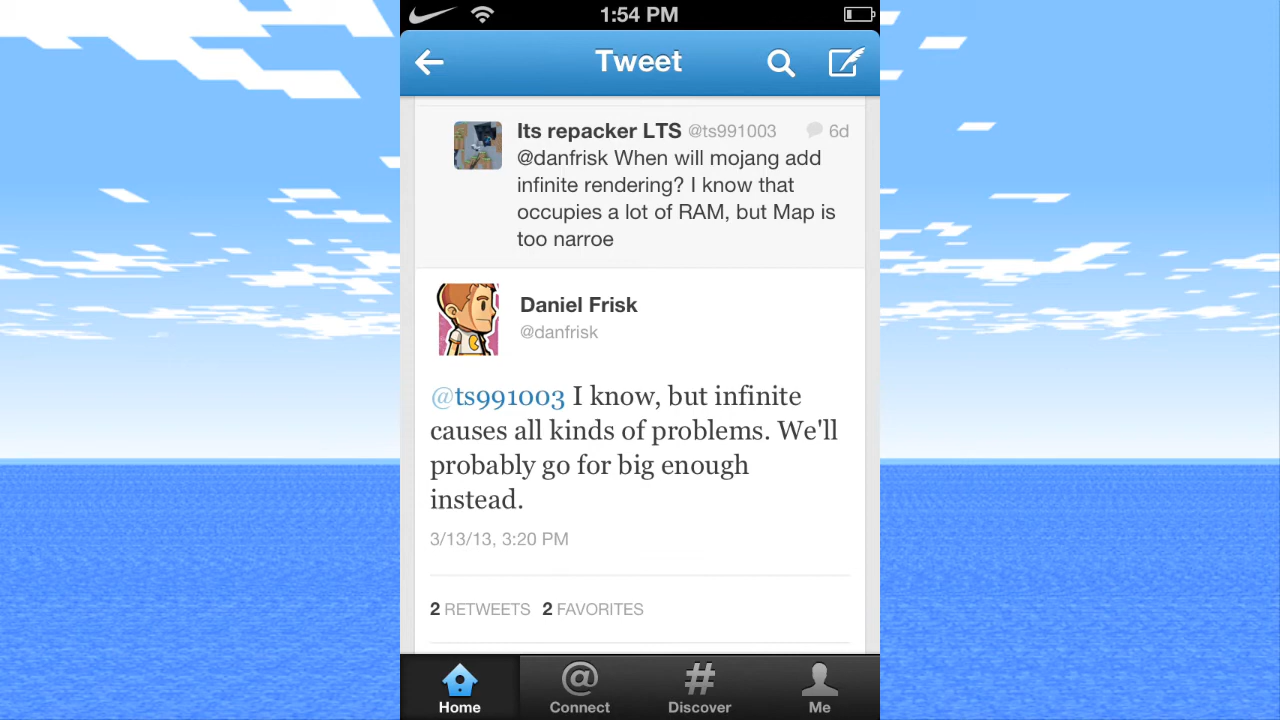 1:54 PM
Tweet
Its repacker LTS @ts991003 6d
@danfrisk When will mojang add
infinite rendering? I know that
occupies a lot of RAM, but Map is
too narroe
Daniel Frisk
@danfrisk
@ts991003 I know, but infinite
causes all kinds of problems. We'll
probably go for big enough
instead.
3/13/13, 3:20 PM
2 RETWEETS 2 FAVORITES
Home Connect Discover Me